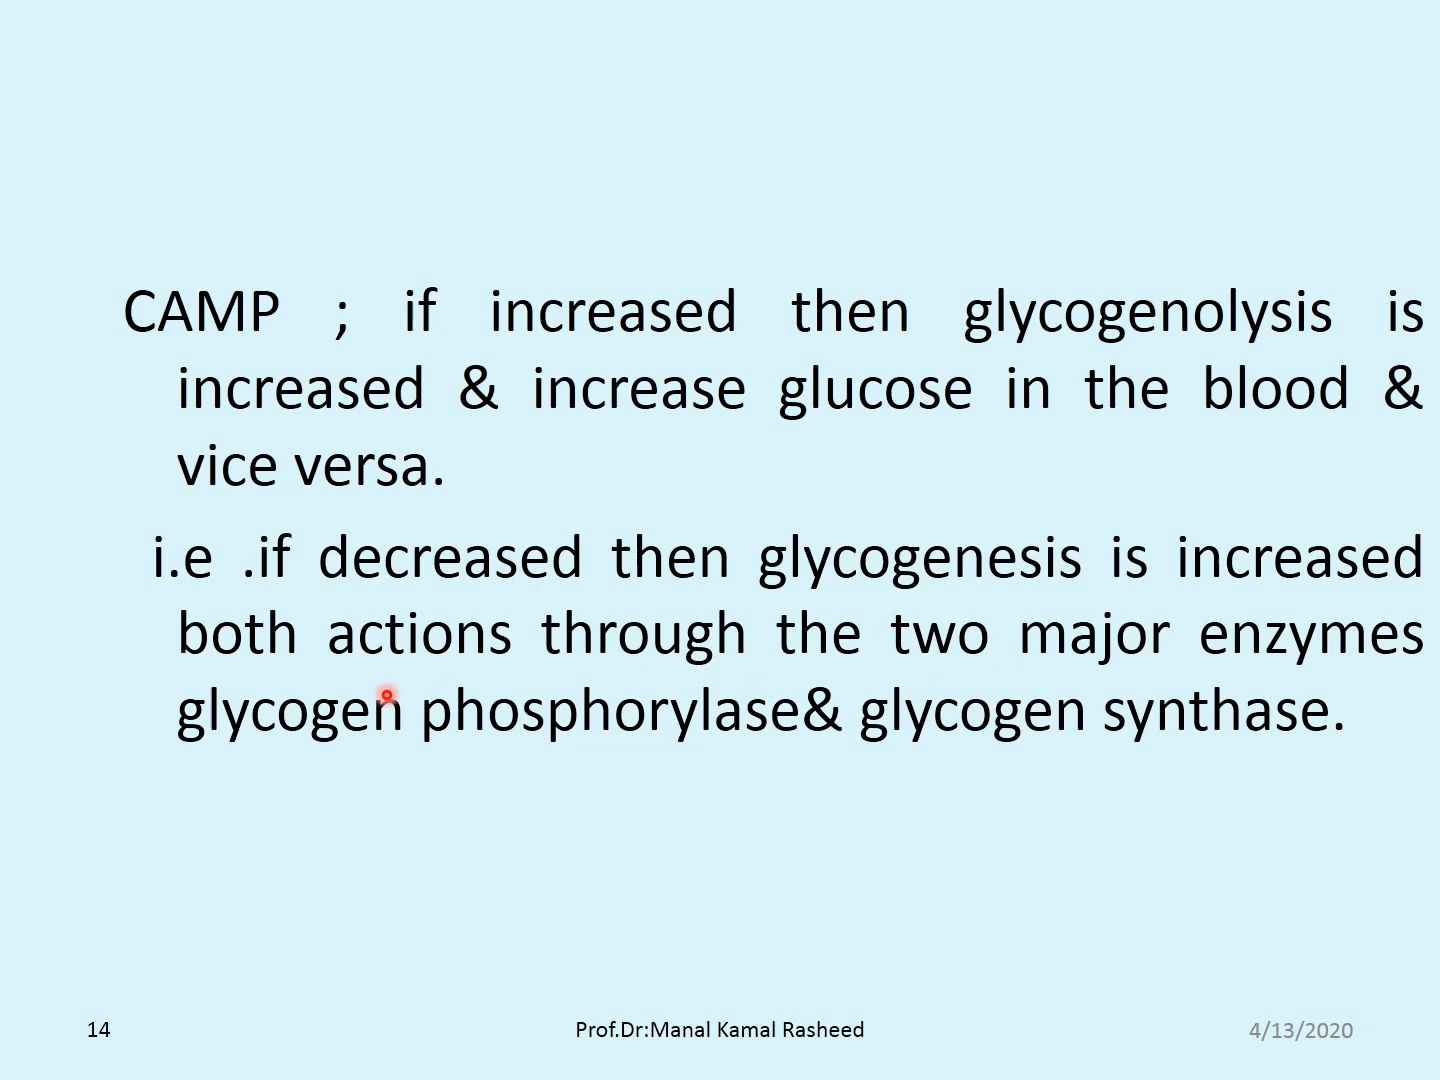 CAMP ; if increased then glycogenolysis is
increased & increase glucose in the blood &
vice versa.
i.e .if decreased then glycogenesis is increased
both actions through the two major enzymes
glycogen phosphorylase& glycogen synthase.
14 Prof.Dr:Manal Kamal Rasheed 4/13/2020